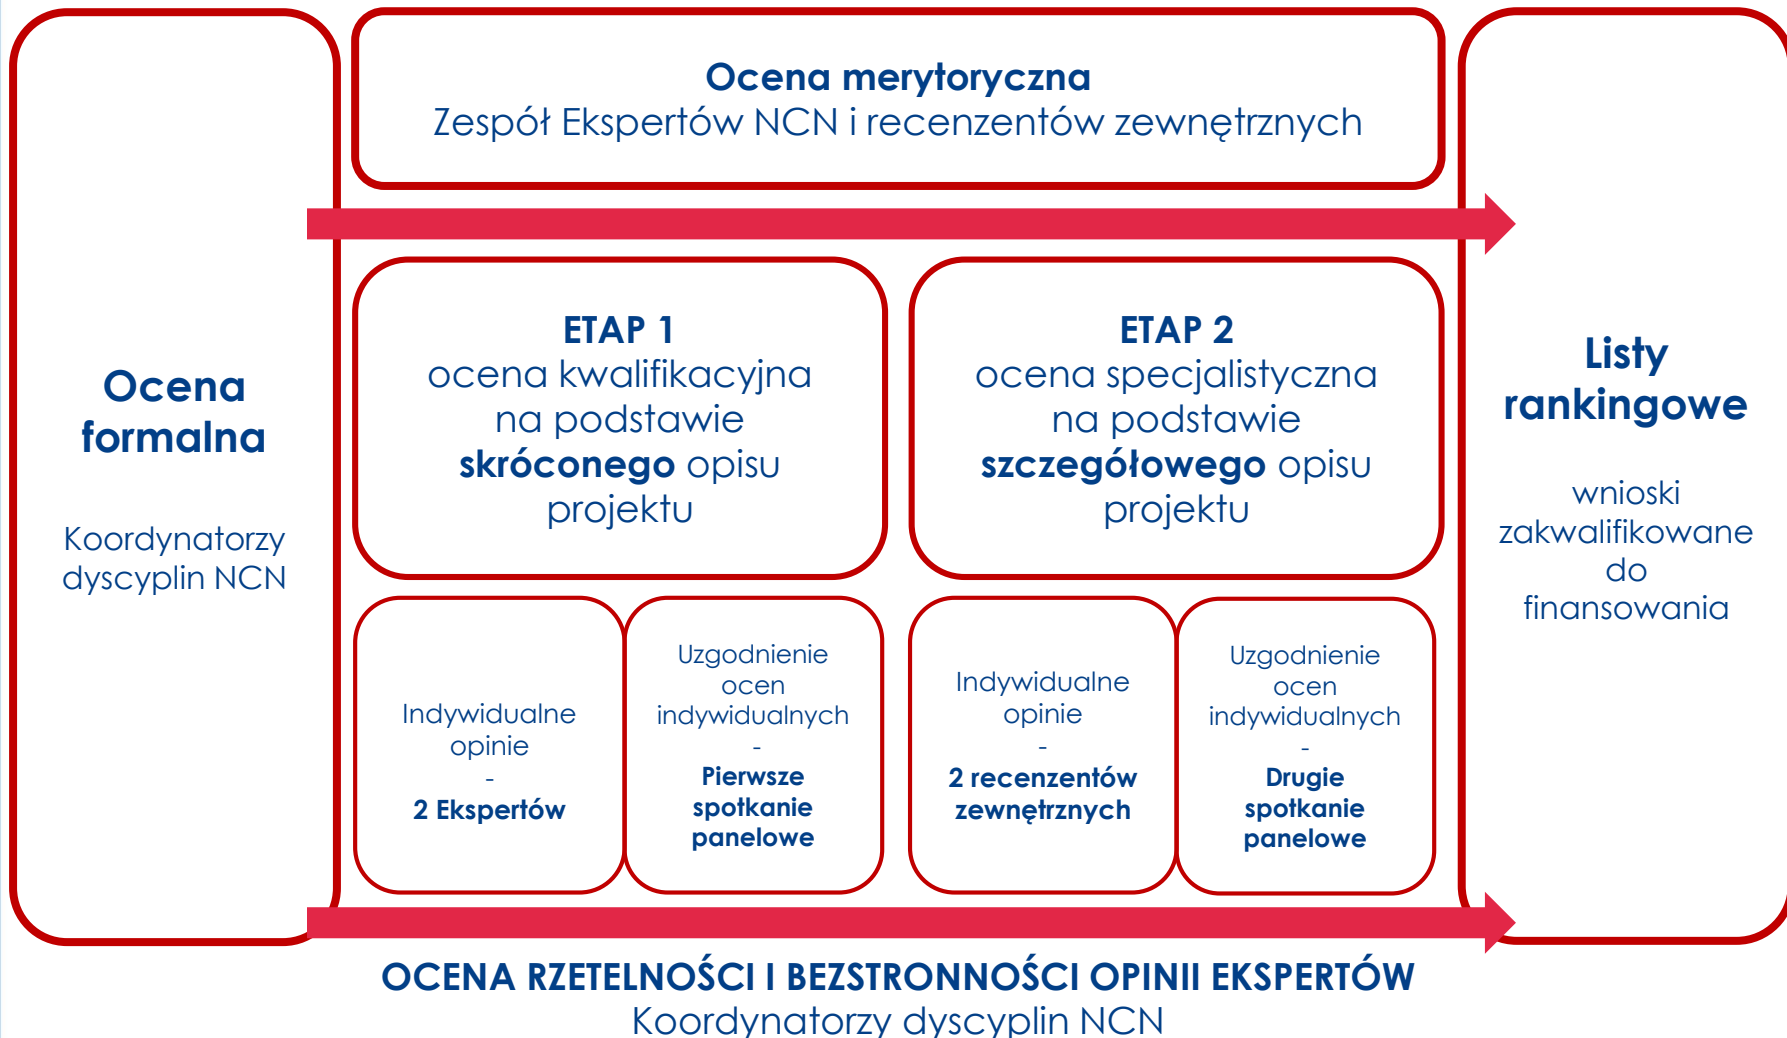 Ocena merytoryczna
Zespół Ekspertów NCN i recenzentów zewnętrznych
Ocena
formalna
Koordynatorzy
dyscyplin NCN
ETAP 1
ocena kwalifikacyjna
na podstawie
skróconego opisu
projektu
Indywidualne
opinie
-
2 Ekspertów
Uzgodnienie
ocen
indywidualnych
-
Pierwsze
spotkanie
panelowe
ETAP 2
ocena specjalistyczna
na podstawie
szczegółowego opisu
projektu
Indywidualne
opinie
-
2 recenzentów
zewnętrznych
Uzgodnienie
ocen
indywidualnych
-
Drugie
spotkanie
panelowe
Listy
rankingowe
wnioski
zakwalifikowane
do
finansowania
OCENA RZETELNOŚCI I BEZSTRONNOŚCI OPINII EKSPERTÓW
Koordynatorzy dyscyplin NCN